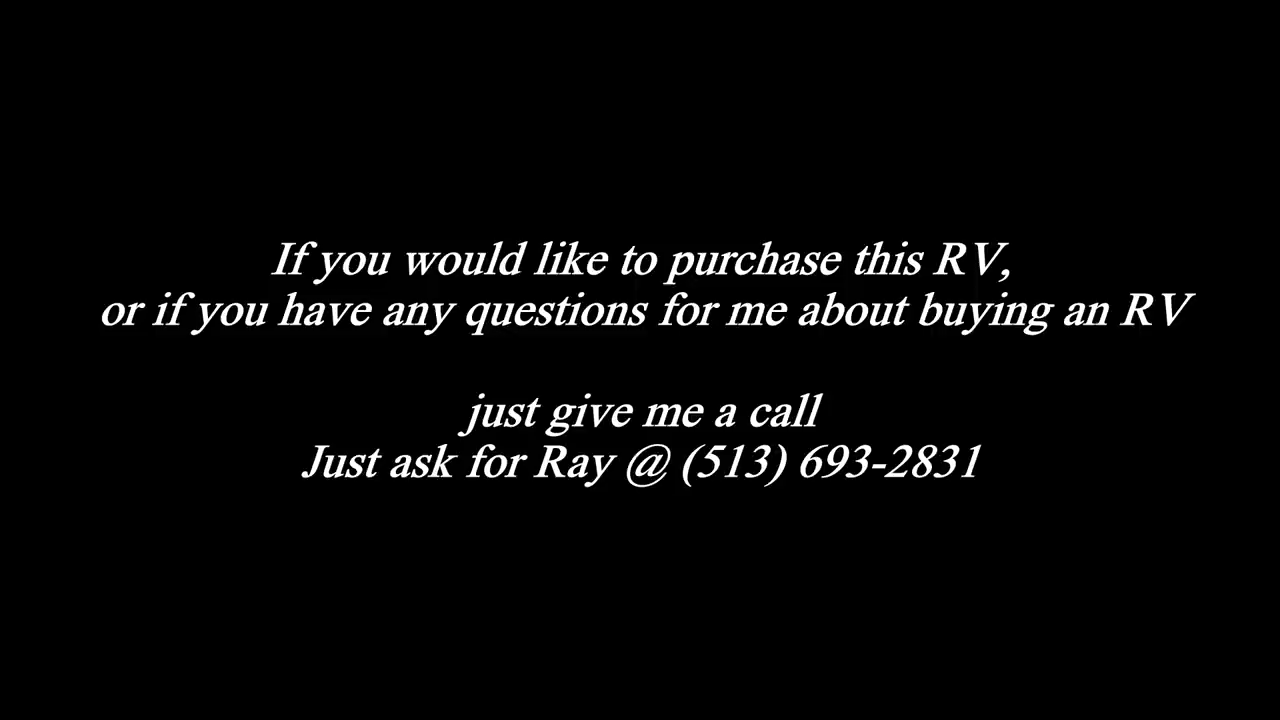 If you would like to purchase this RV,
or if you have any questions for me about buying an RV
just give me a call
Just ask for Ray @ (513) 693-2831